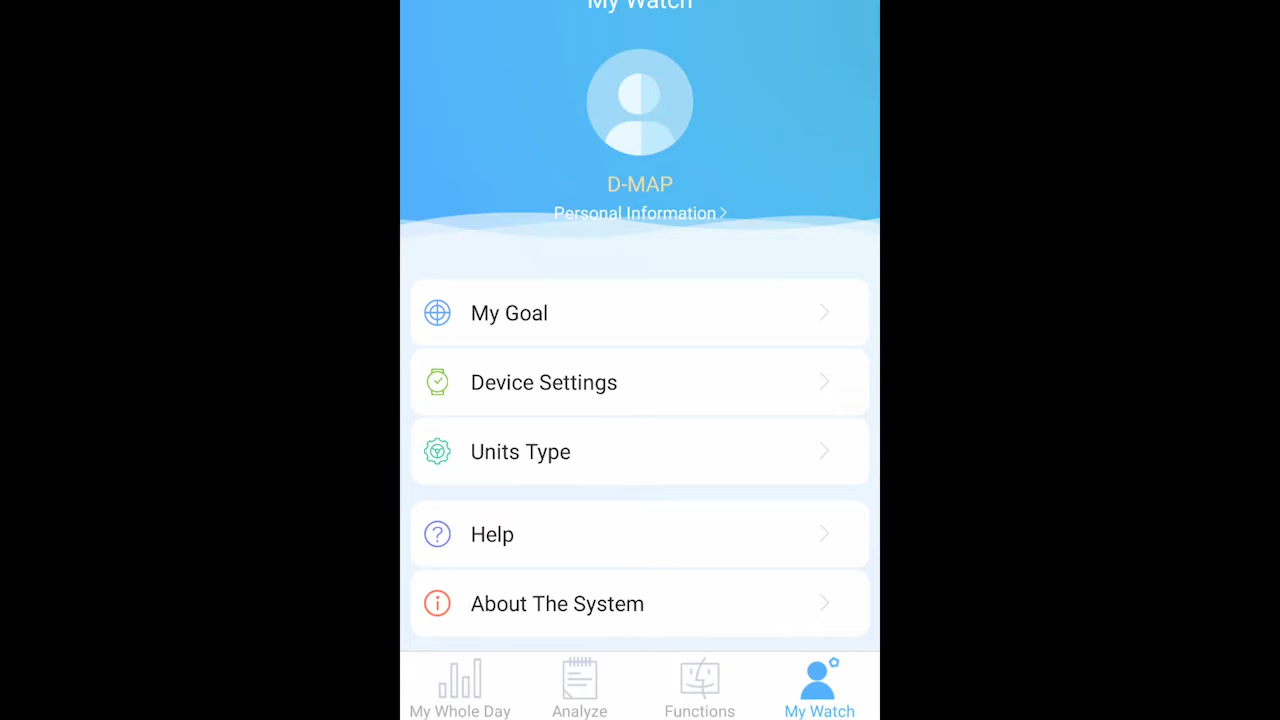 My Watch
D-MAP
Personal Information
My Goal
Device Settings
Units Type
Help
About The System
My Whole Day
Analyze
Functions
My Watch